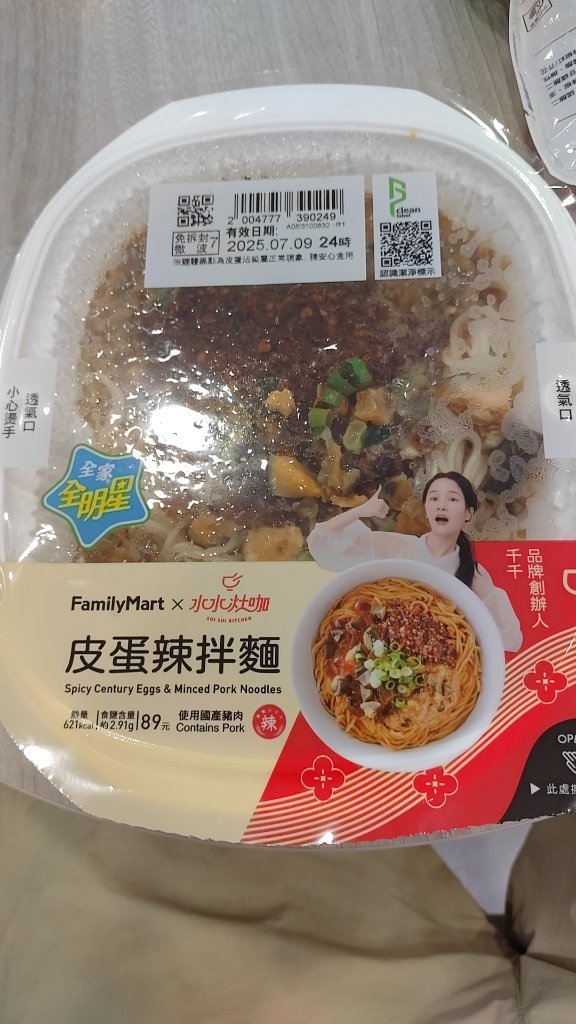 2 004777 390249
A05I3100830 R1
有效日期:
免拆封 7
微 波
2025.07.09 24時
※麵體黑點為皮蛋沾染屬正常現象, 請安心食用
clean
label
認識潔淨標示
透氣口
小心燙手
透氣口
全家
全明星
品牌創辦人
千千
FamilyMart × 水水灶咖
SUI SUI KITCHEN
皮蛋辣拌麵
Spicy Century Eggs & Minced Pork Noodles
熱量
621kcal
食鹽含量
約2.91g
89元
使用國產豬肉
Contains Pork
辣
▶ 此處